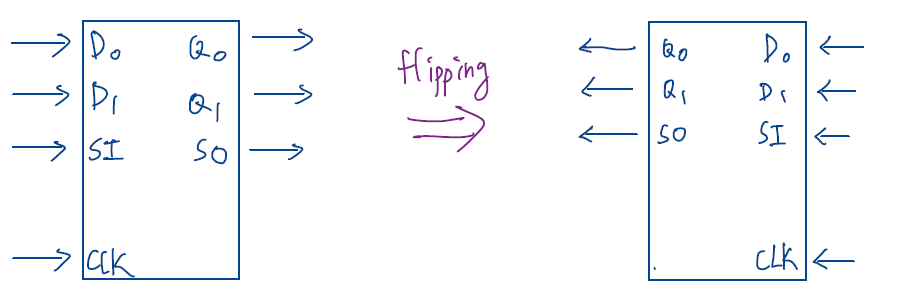 D0 Q0
D1 Q1
SI SO
CLK
flipping
Q0 D0
Q1 D1
SO SI
CLK